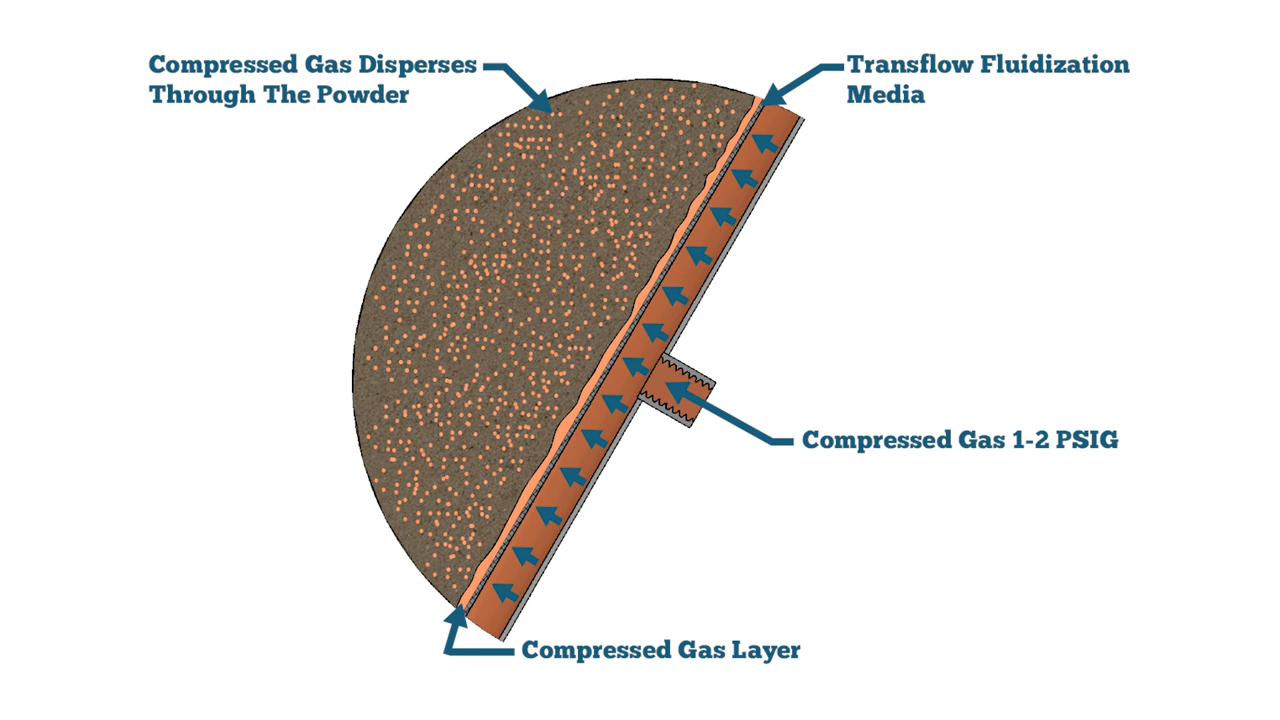 Compressed Gas Disperses
Through The Powder
Transflow Fluidization
Media
Compressed Gas 1-2 PSIG
Compressed Gas Layer